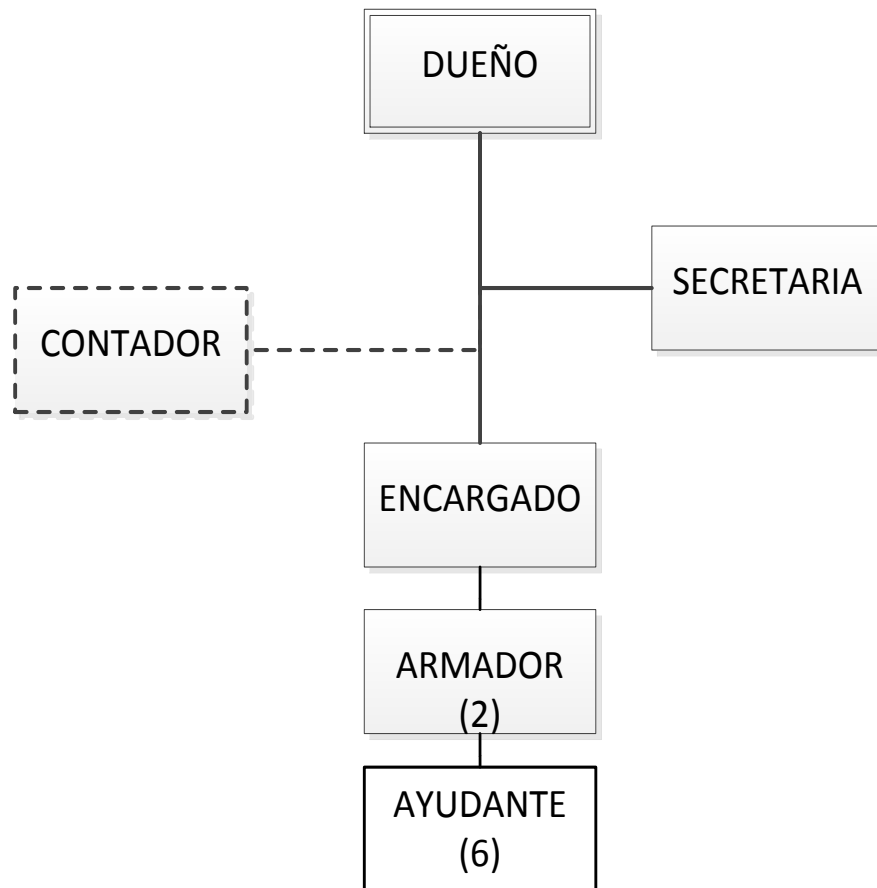 DUEÑO
SECRETARIA
CONTADOR
ENCARGADO
ARMADOR
(2)
AYUDANTE
(6)